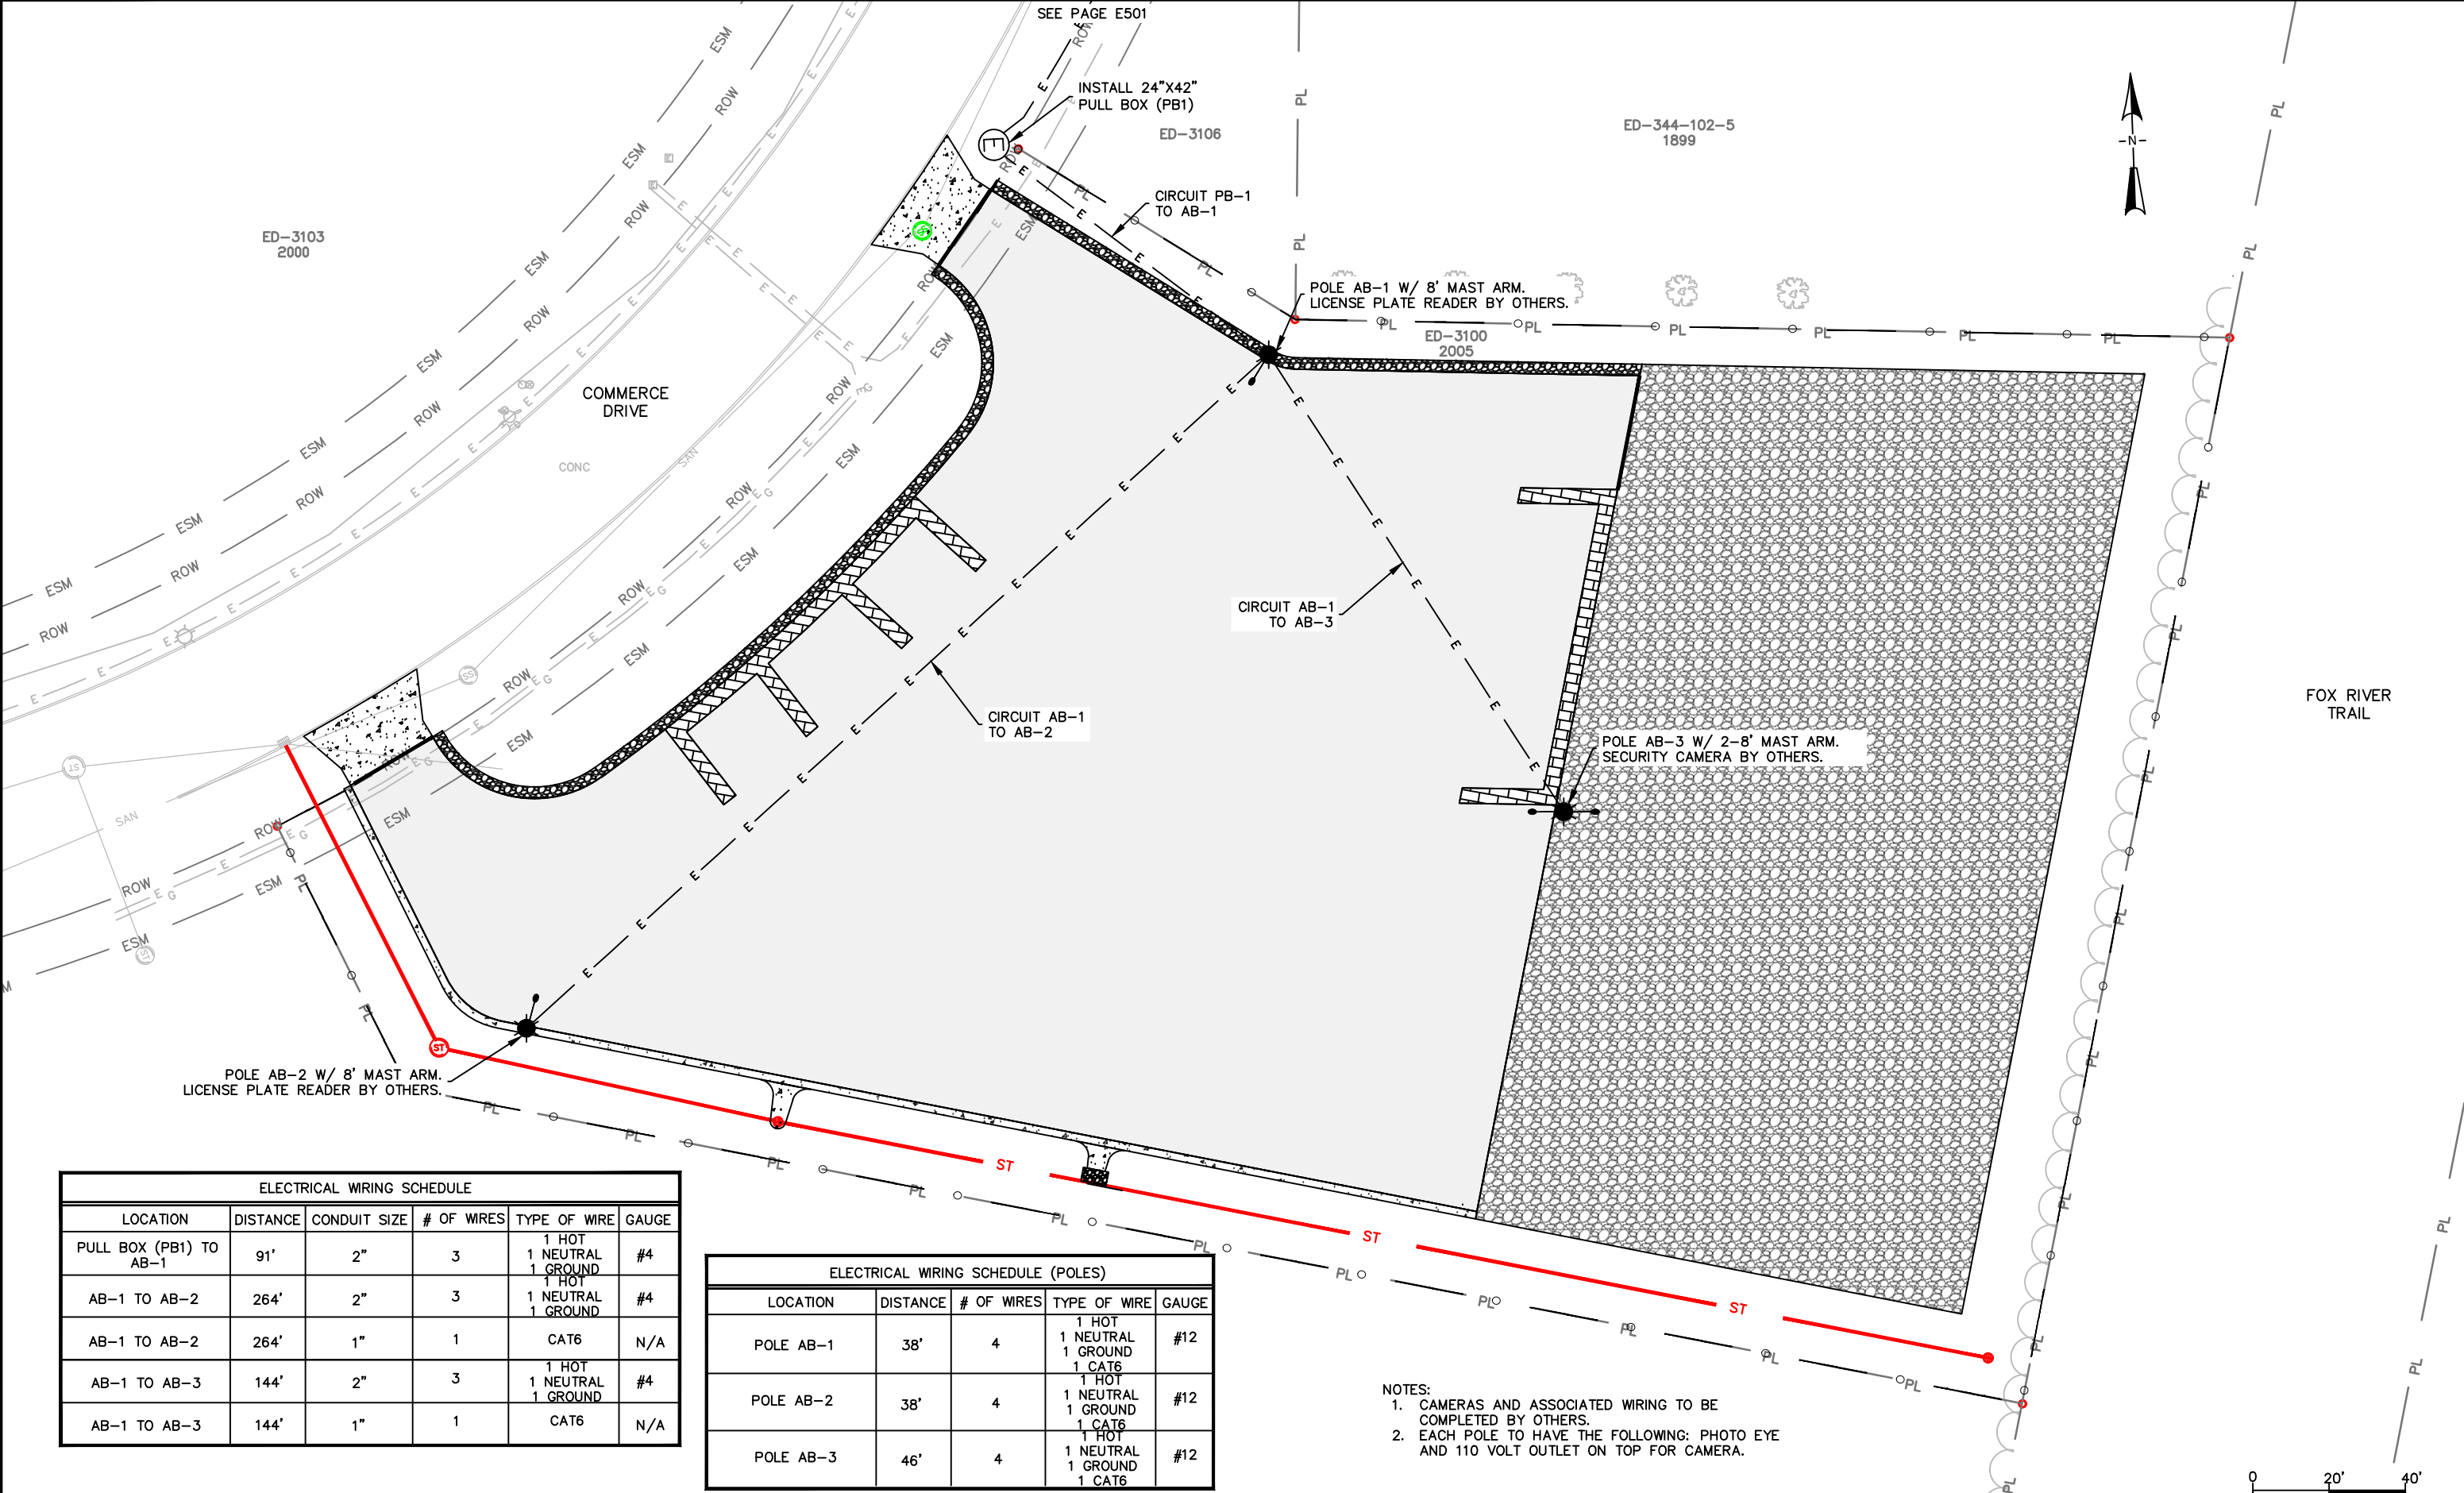 SEE PAGE E501
INSTALL 24"X42"
PULL BOX (PB1)
ED-3106
ED-344-102-5
1899
-N-
CIRCUIT PB-1
TO AB-1
ED-3103
2000
POLE AB-1 W/ 8' MAST ARM.
LICENSE PLATE READER BY OTHERS.
ED-3100
2005
COMMERCE
DRIVE
CONC
SAN
CIRCUIT AB-1
TO AB-3
CIRCUIT AB-1
TO AB-2
FOX RIVER
TRAIL
POLE AB-3 W/ 2-8' MAST ARM.
SECURITY CAMERA BY OTHERS.
SAN
POLE AB-2 W/ 8' MAST ARM.
LICENSE PLATE READER BY OTHERS.
ESM
ROW
PL
E
G
SS
ST
ST
ST
ST
ELECTRICAL WIRING SCHEDULE
LOCATION DISTANCE CONDUIT SIZE # OF WIRES TYPE OF WIRE GAUGE
PULL BOX (PB1) TO AB-1 91' 2" 3 1 HOT 1 NEUTRAL 1 GROUND #4
AB-1 TO AB-2 264' 2" 3 1 HOT 1 NEUTRAL 1 GROUND #4
AB-1 TO AB-2 264' 1" 1 CAT6 N/A
AB-1 TO AB-3 144' 2" 3 1 HOT 1 NEUTRAL 1 GROUND #4
AB-1 TO AB-3 144' 1" 1 CAT6 N/A
ELECTRICAL WIRING SCHEDULE (POLES)
LOCATION DISTANCE # OF WIRES TYPE OF WIRE GAUGE
POLE AB-1 38' 4 1 HOT 1 NEUTRAL 1 GROUND 1 CAT6 #12
POLE AB-2 38' 4 1 HOT 1 NEUTRAL 1 GROUND 1 CAT6 #12
POLE AB-3 46' 4 1 HOT 1 NEUTRAL 1 GROUND 1 CAT6 #12
NOTES:
1. CAMERAS AND ASSOCIATED WIRING TO BE
COMPLETED BY OTHERS.
2. EACH POLE TO HAVE THE FOLLOWING: PHOTO EYE
AND 110 VOLT OUTLET ON TOP FOR CAMERA.
0 20' 40'